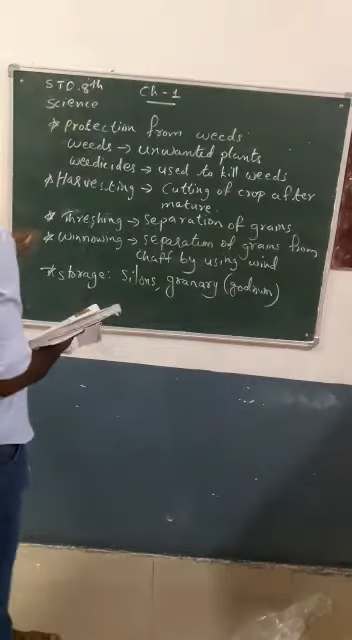 STD. 8th
Ch-1
Science
* Protection from weeds:
weeds → unwanted plants
weedicides → used to kill weeds
* Harvesting → Cutting of crop after
mature.
* Threshing → Separation of grains
* Winnowing → separation of grains from
chaff by using wind
* Storage: Silons, granary (godown)